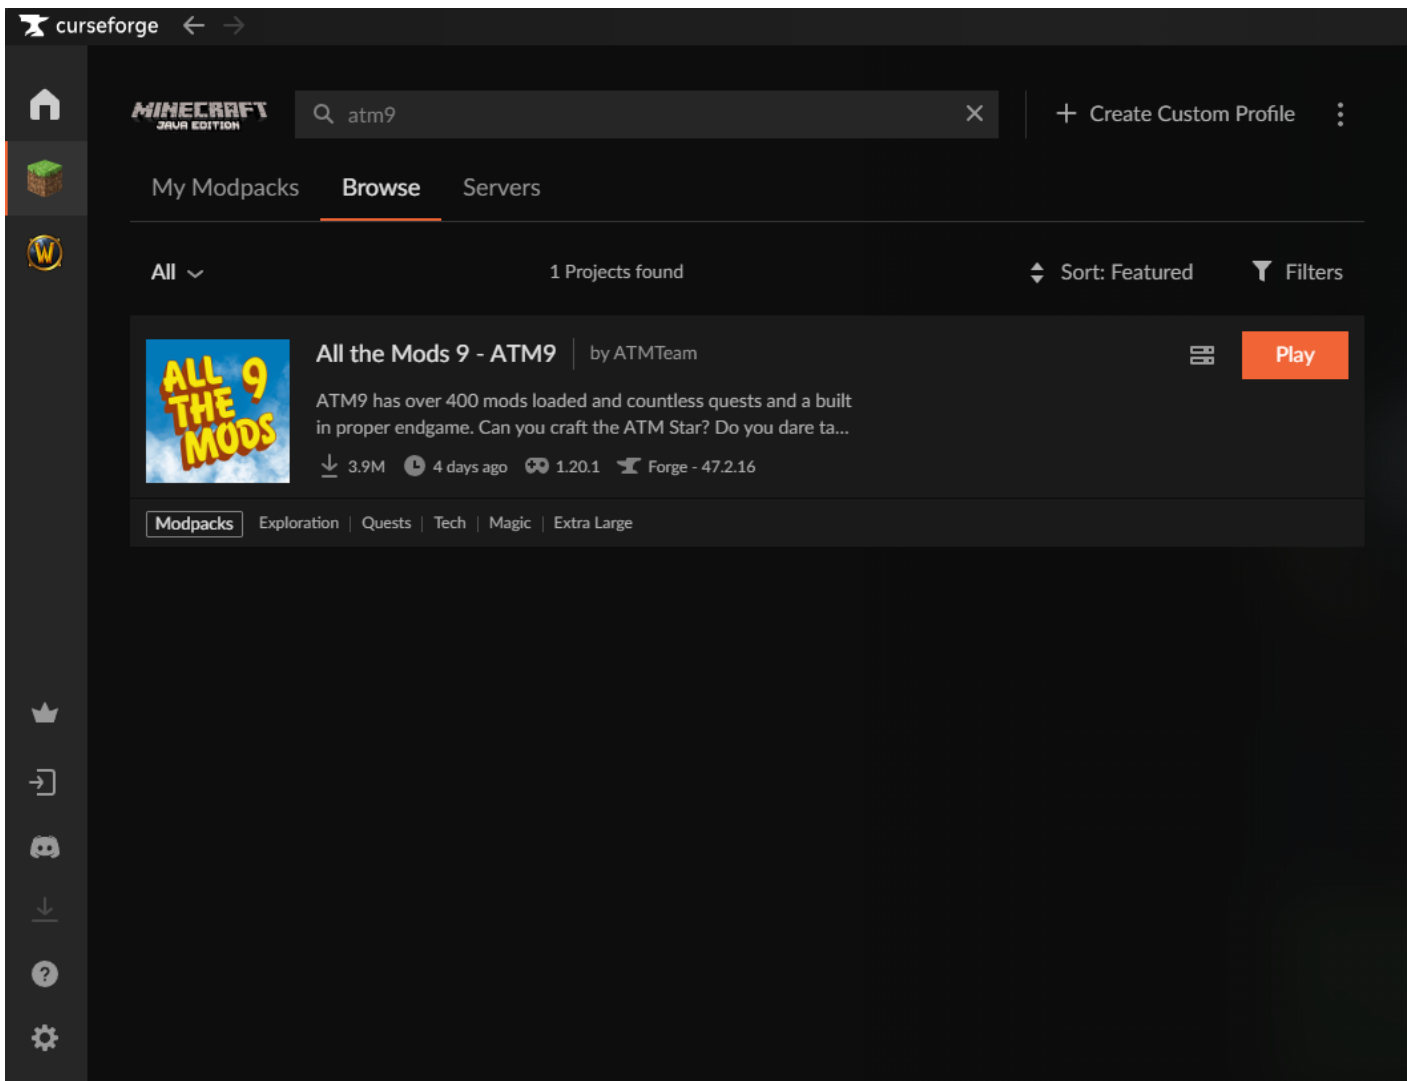 curseforge
MINECRAFT
JAVA EDITION
atm9
Create Custom Profile
My Modpacks Browse Servers
All 1 Projects found Sort: Featured Filters
ALL
THE 9
MODS
All the Mods 9 - ATM9 by ATMTeam
Play
ATM9 has over 400 mods loaded and countless quests and a built
in proper endgame. Can you craft the ATM Star? Do you dare ta...
3.9M 4 days ago 1.20.1 Forge - 47.2.16
Modpacks Exploration | Quests | Tech | Magic | Extra Large
W